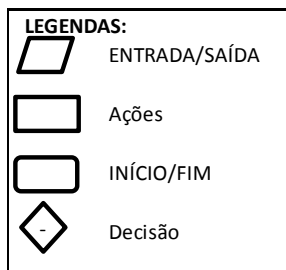 LEGENDAS:
ENTRADA/SAÍDA
Ações
INÍCIO/FIM
-
Decisão